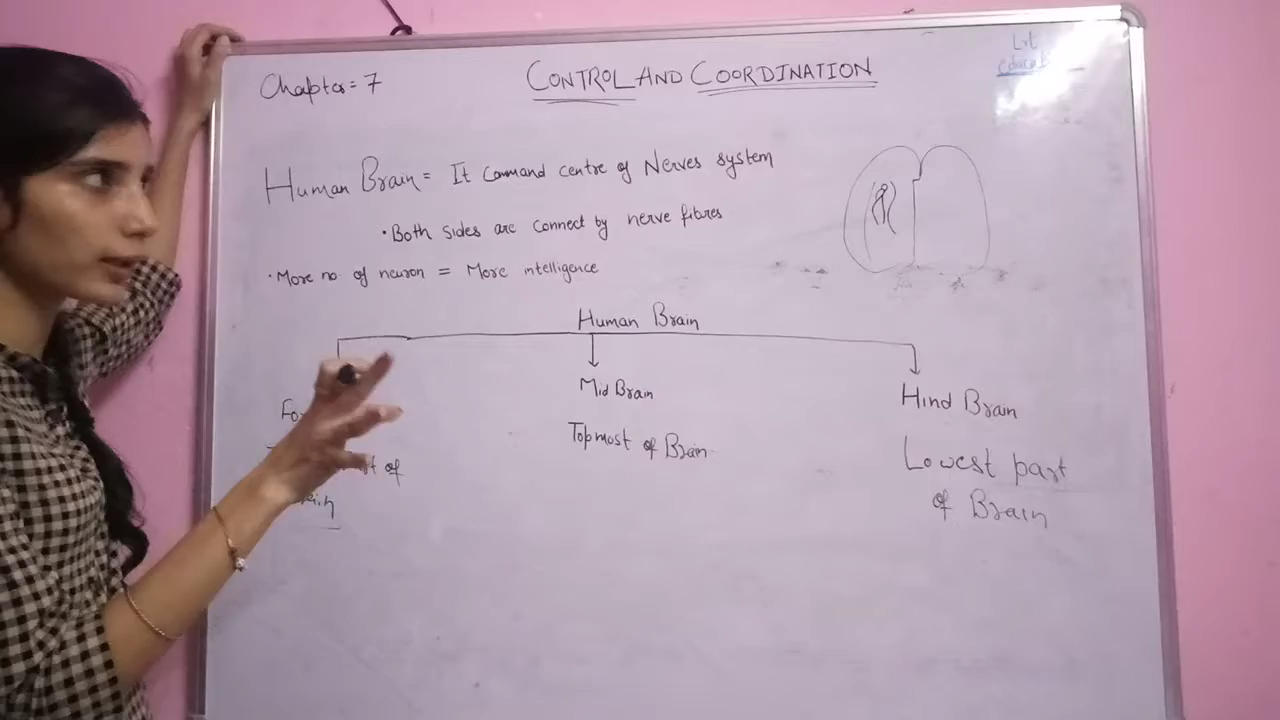 Chapter = 7
CONTROL AND COORDINATION
Human Brain = It Command centre of Nerves system
• Both sides are connect by nerve fibres
• More no. of neuron = More intelligence
Human Brain
Mid Brain
Hind Brain
Topmost of Brain
of
Lowest part
of Brain